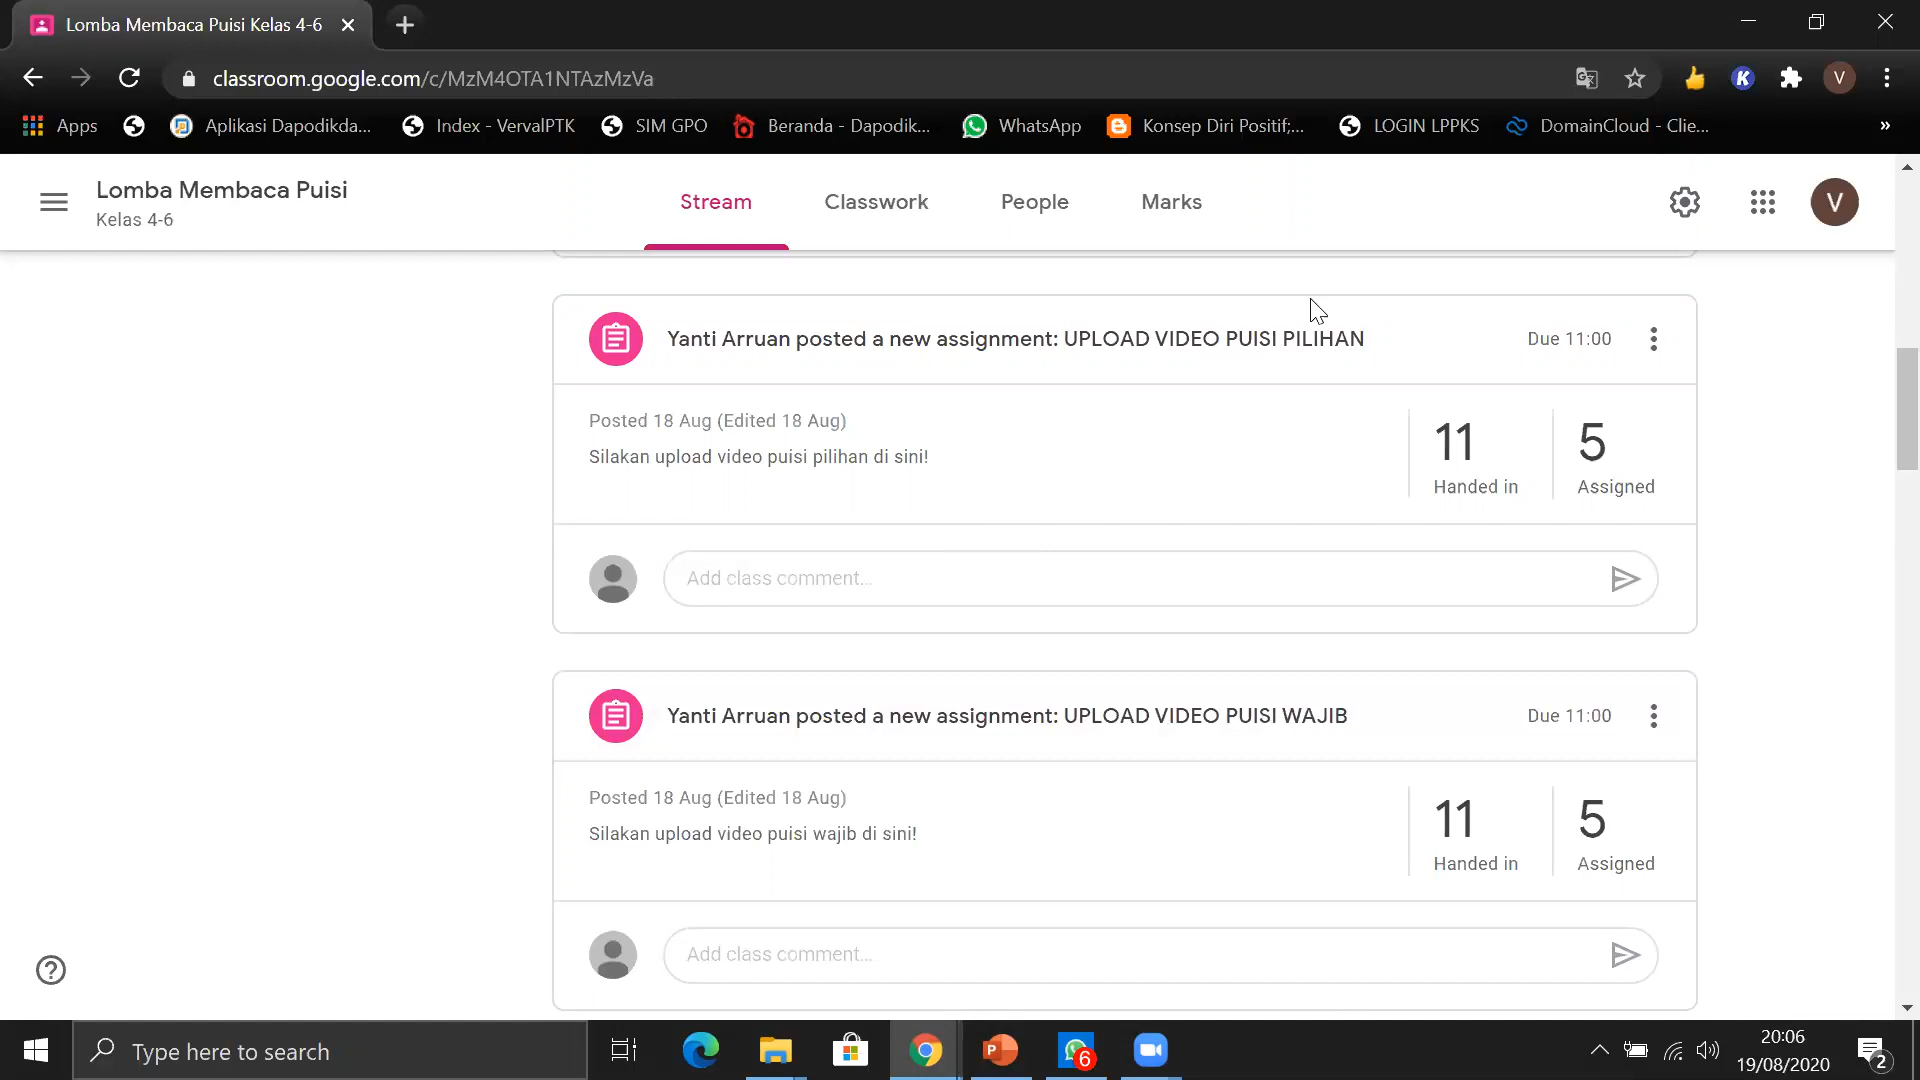 Lomba Membaca Puisi Kelas 4-6
classroom.google.com/c/MzM4OTA1NTAzMzVa
V
Apps
Aplikasi Dapodikda...
Index - VervalPTK
SIM GPO
Beranda - Dapodik...
WhatsApp
Konsep Diri Positif;...
LOGIN LPPKS
DomainCloud - Clie...
»
Lomba Membaca Puisi
Kelas 4-6
Stream
Classwork
People
Marks
V
Yanti Arruan posted a new assignment: UPLOAD VIDEO PUISI PILIHAN
Due 11:00
Posted 18 Aug (Edited 18 Aug)
Silakan upload video puisi pilihan di sini!
11
Handed in
5
Assigned
Add class comment...
Yanti Arruan posted a new assignment: UPLOAD VIDEO PUISI WAJIB
Due 11:00
Posted 18 Aug (Edited 18 Aug)
Silakan upload video puisi wajib di sini!
11
Handed in
5
Assigned
Add class comment...
Type here to search
6
20:06
19/08/2020
2